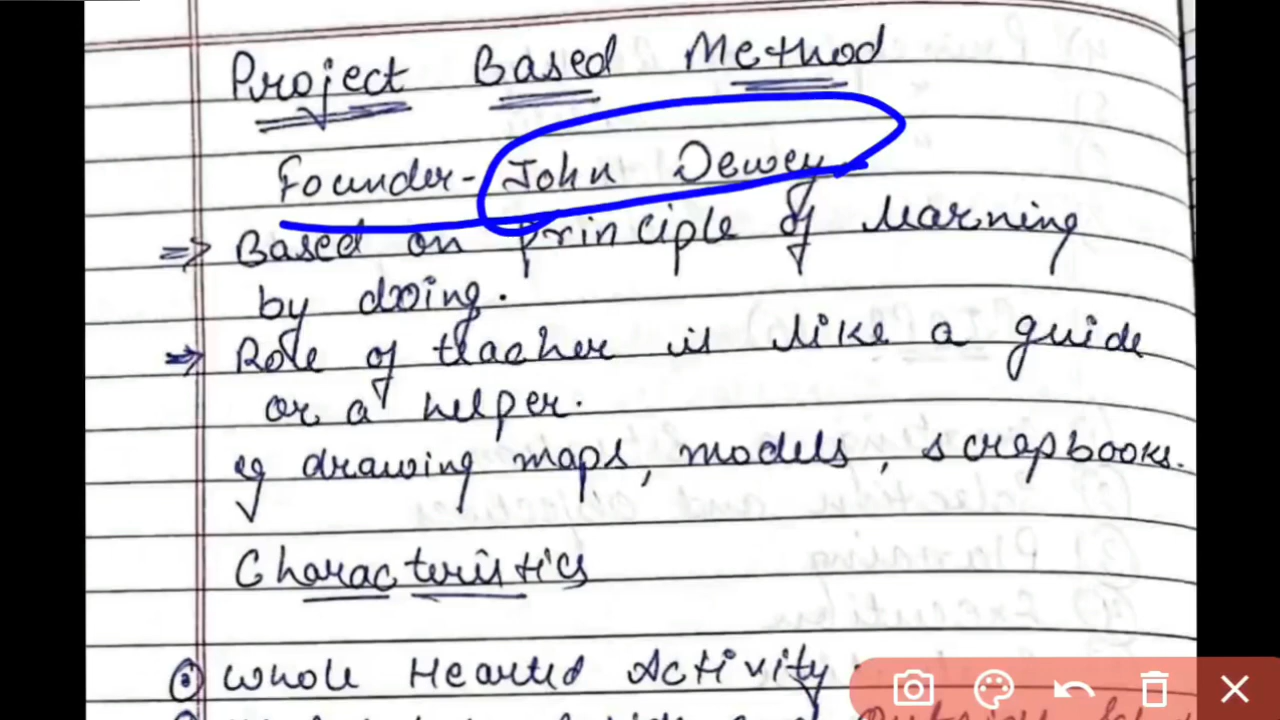 Project Based Method
Founder- John Dewey
=> Based on principle of learning
by doing.
=> Role of teacher is like a guide
or a helper.
eg drawing maps, models, scrapbooks.
Characteristics
Whole Hearted Activity.